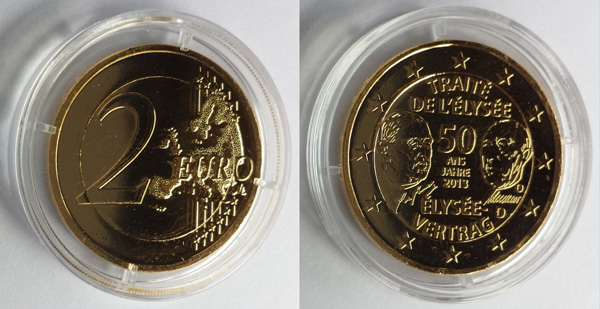 2 EURO
TRAITÉ
DE L'ÉLYSÉE
50
ANS
JAHRE
2013
D
ÉLYSÉE-
VERTRAG D